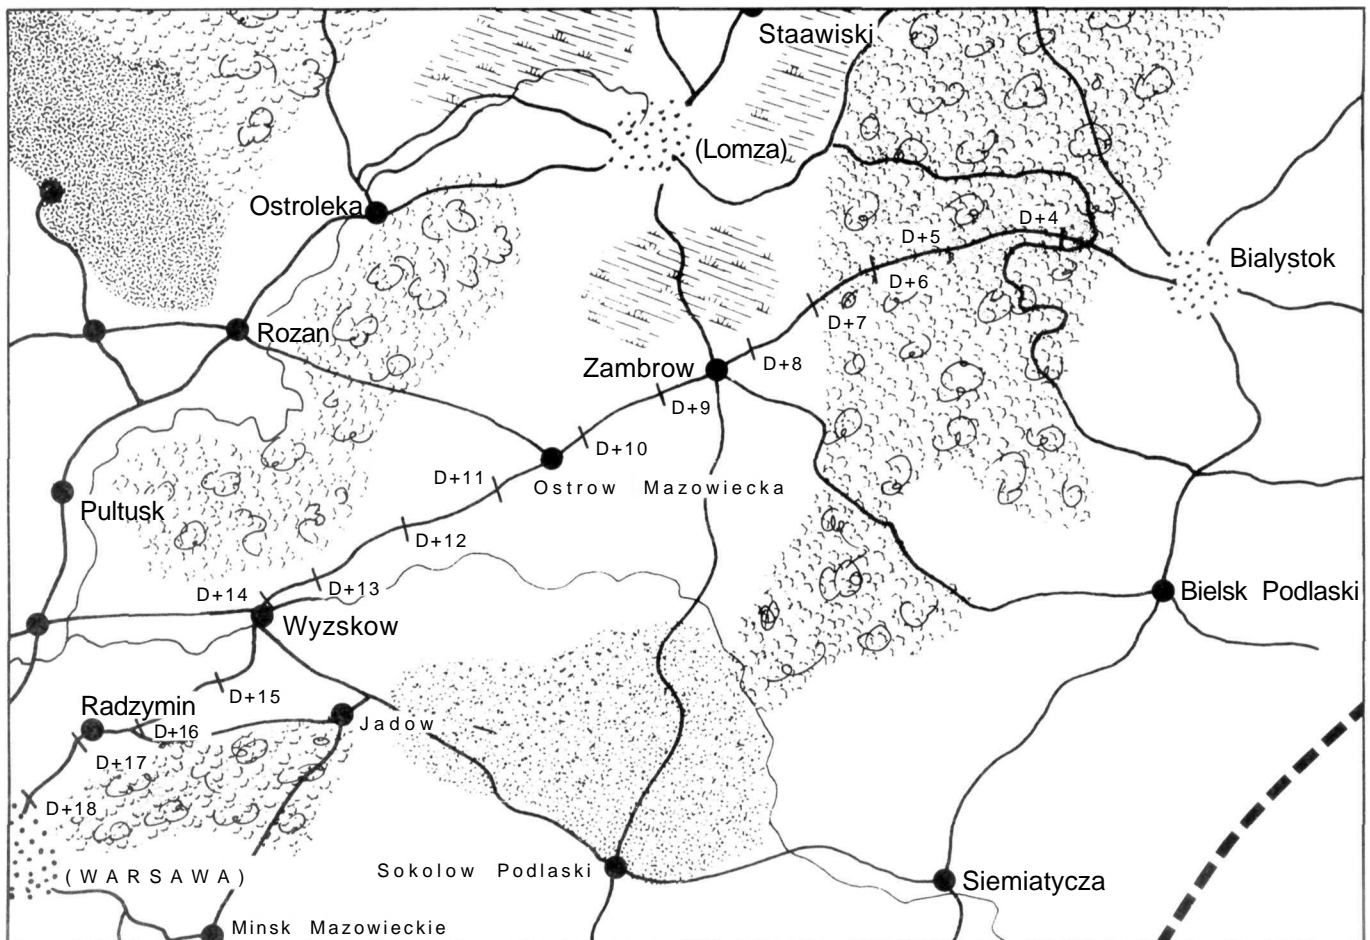 Staawiski
(Lomza)
Ostroleka
D+4
D+5
Bialystok
D+6
Rozan
D+7
Zambrow
D+8
D+9
D+10
D+11
Ostrow Mazowiecka
Pultusk
D+12
D+13
D+14
Bielsk Podlaski
Wyzskow
D+15
Radzymin
Jadow
D+16
D+17
D+18
(WARSAWA)
Sokolow Podlaski
Siemiatycza
Minsk Mazowieckie